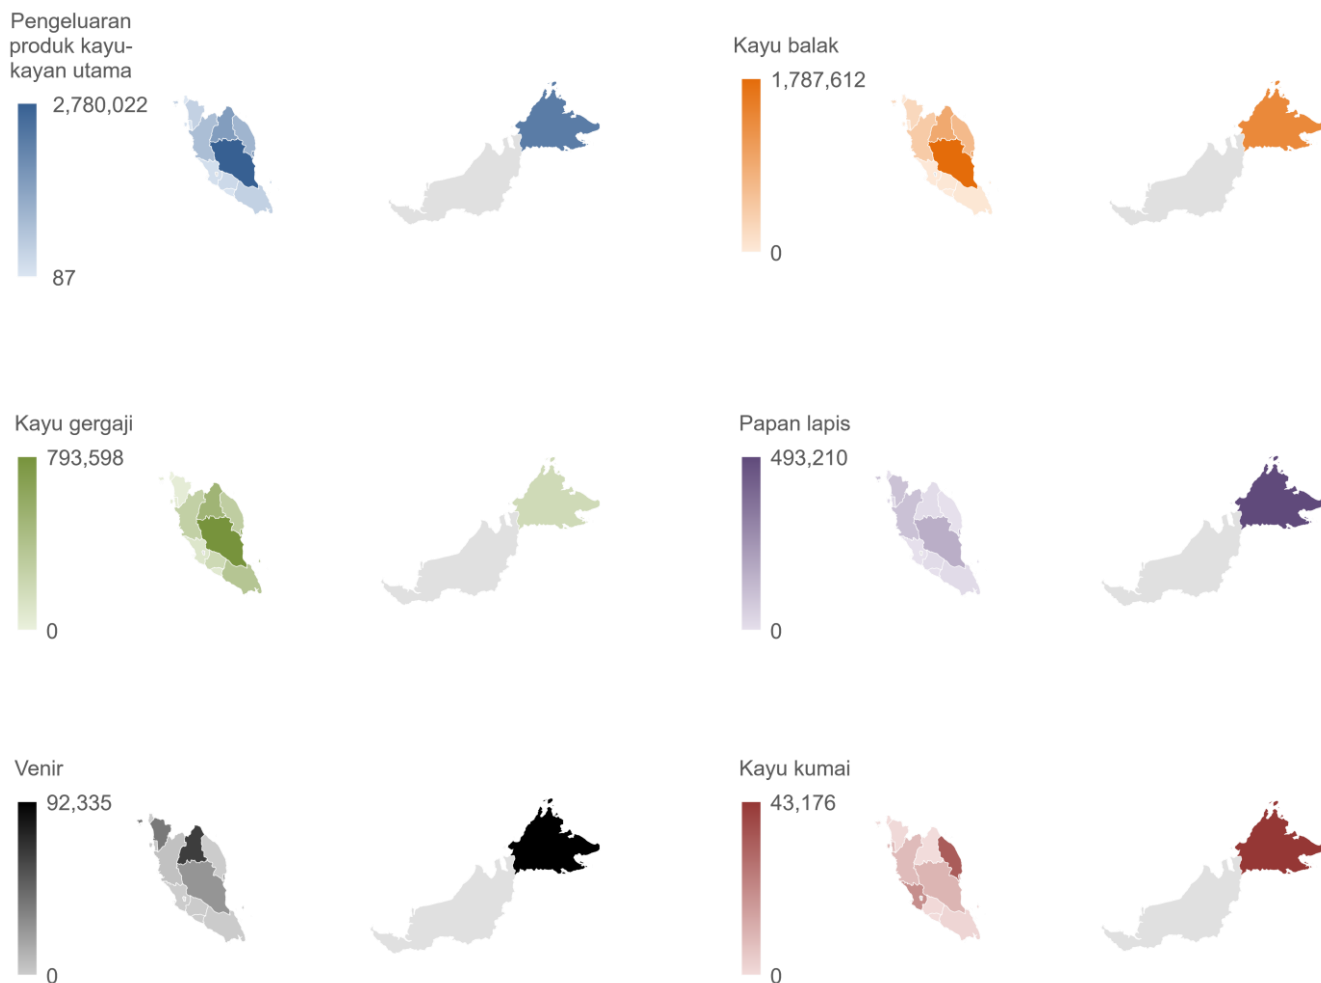 Pengeluaran
produk kayu-
kayan utama
2,780,022
87
Kayu balak
1,787,612
0
Kayu gergaji
793,598
0
Papan lapis
493,210
0
Venir
92,335
0
Kayu kumai
43,176
0